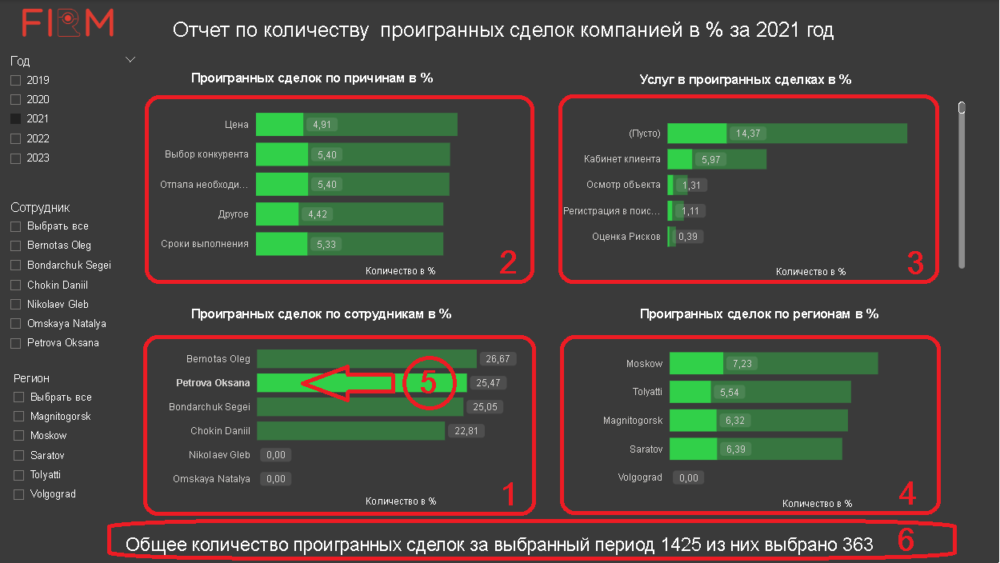 FIRM
Отчет по количеству проигранных сделок компанией в % за 2021 год
Год
2019
2020
2021
2022
2023
Сотрудник
Выбрать все
Bernotas Oleg
Bondarchuk Segei
Chokin Daniil
Nikolaev Gleb
Omskaya Natalya
Petrova Oksana
Регион
Выбрать все
Magnitogorsk
Moskow
Saratov
Tolyatti
Volgograd
Проигранных сделок по причинам в %
Цена 4,91
Выбор конкурента 5,40
Отпала необходи... 5,40
Другое 4,42
Сроки выполнения 5,33
Количество в %
2
Услуг в проигранных сделках в %
(Пусто) 14,37
Кабинет клиента 5,97
Осмотр объекта 1,31
Регистрация в поис... 1,11
Оценка Рисков 0,39
Количество в %
3
Проигранных сделок по сотрудникам в %
Bernotas Oleg 26,67
Petrova Oksana 5 25,47
Bondarchuk Segei 25,05
Chokin Daniil 22,81
Nikolaev Gleb 0,00
Omskaya Natalya 0,00
Количество в %
1
Проигранных сделок по регионам в %
Moskow 7,23
Tolyatti 5,54
Magnitogorsk 6,32
Saratov 6,39
Volgograd 0,00
Количество в %
4
Общее количество проигранных сделок за выбранный период 1425 из них выбрано 363
6